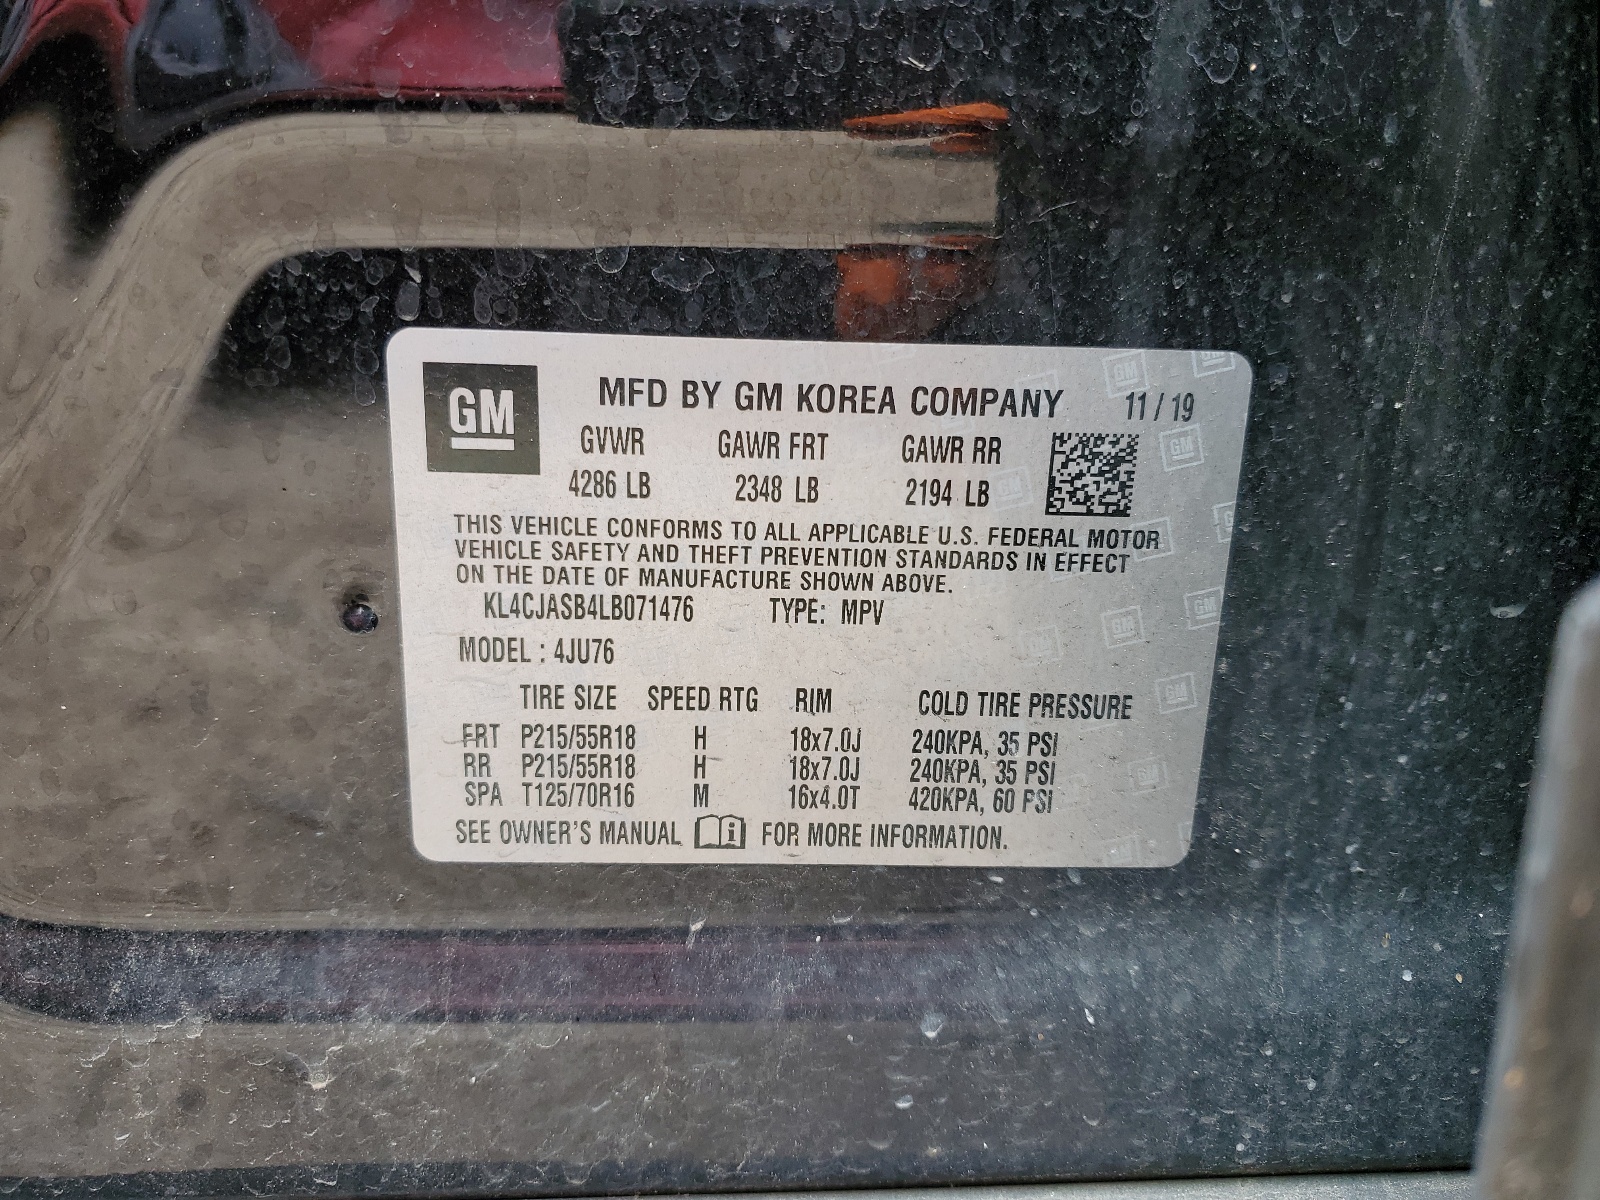 GM MFD BY GM KOREA COMPANY 11 / 19
GVWR GAWR FRT GAWR RR
4286 LB 2348 LB 2194 LB
THIS VEHICLE CONFORMS TO ALL APPLICABLE U.S. FEDERAL MOTOR
VEHICLE SAFETY AND THEFT PREVENTION STANDARDS IN EFFECT
ON THE DATE OF MANUFACTURE SHOWN ABOVE.
KL4CJASB4LB071476 TYPE: MPV
MODEL : 4JU76
TIRE SIZE SPEED RTG RIM COLD TIRE PRESSURE
FRT P215/55R18 H 18x7.0J 240KPA, 35 PSI
RR P215/55R18 H 18x7.0J 240KPA, 35 PSI
SPA T125/70R16 M 16x4.0T 420KPA, 60 PSI
SEE OWNER'S MANUAL i FOR MORE INFORMATION.